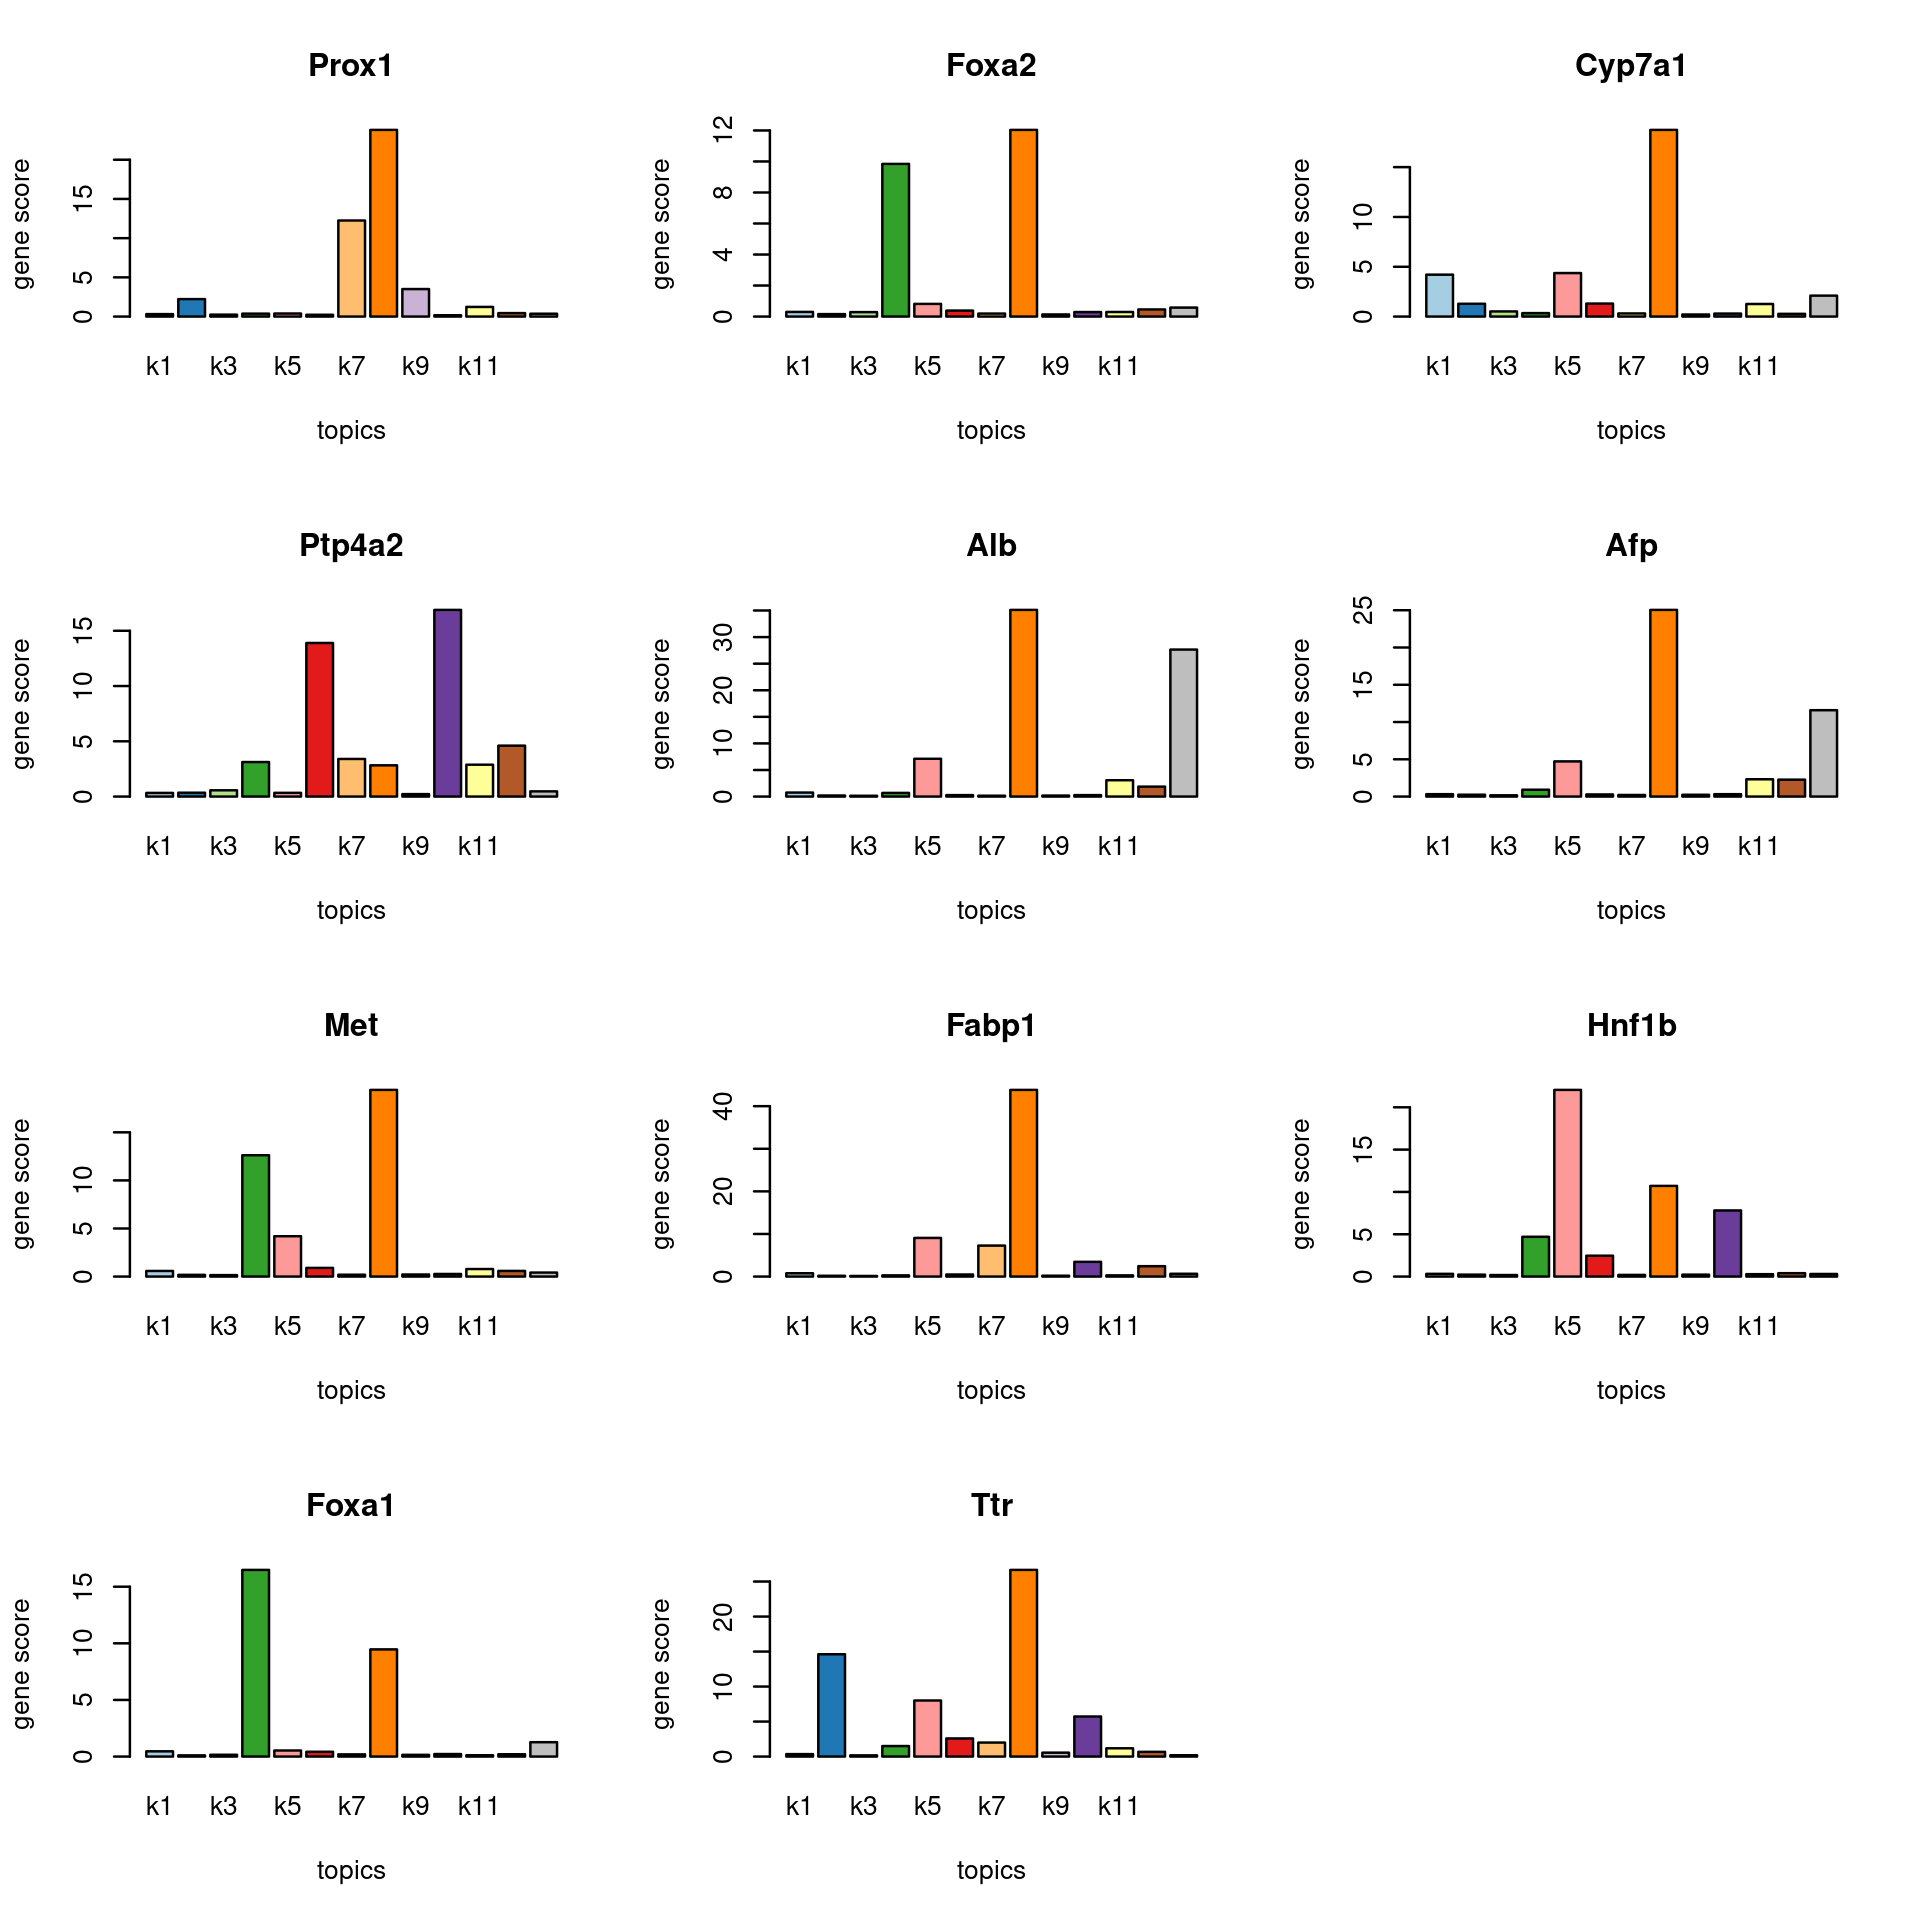 Prox1
gene score
0 5 15
k1 k3 k5 k7 k9 k11
topics
Foxa2
gene score
0 4 8 12
k1 k3 k5 k7 k9 k11
topics
Cyp7a1
gene score
0 5 10
k1 k3 k5 k7 k9 k11
topics
Ptp4a2
gene score
0 5 10 15
k1 k3 k5 k7 k9 k11
topics
Alb
gene score
0 10 20 30
k1 k3 k5 k7 k9 k11
topics
Afp
gene score
0 5 15 25
k1 k3 k5 k7 k9 k11
topics
Met
gene score
0 5 10
k1 k3 k5 k7 k9 k11
topics
Fabp1
gene score
0 20 40
k1 k3 k5 k7 k9 k11
topics
Hnf1b
gene score
0 5 15
k1 k3 k5 k7 k9 k11
topics
Foxa1
gene score
0 5 10 15
k1 k3 k5 k7 k9 k11
topics
Ttr
gene score
0 10 20
k1 k3 k5 k7 k9 k11
topics